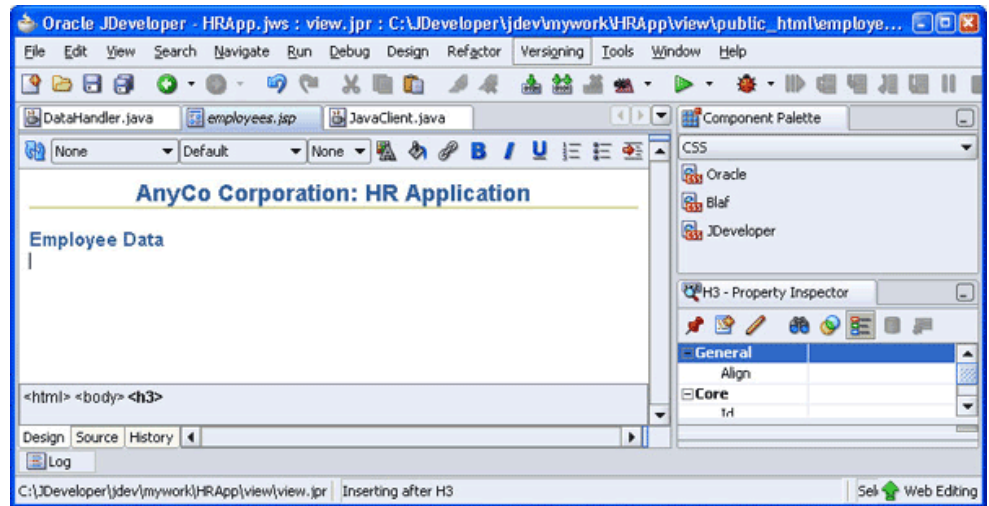 Oracle JDeveloper - HRApp.jws : view.jpr : C:\JDeveloper\jdev\mywork\HRApp\view\public_html\employe...
File Edit View Search Navigate Run Debug Design Refactor Versioning Tools Window Help
DataHandler.java employees.jsp JavaClient.java
Component Palette
None Default None B I U
CSS
Oracle
Blaf
JDeveloper
AnyCo Corporation: HR Application
Employee Data
H3 - Property Inspector
General
Align
Core
Id
<html> <body> <h3>
Design Source History
Log
C:\JDeveloper\jdev\mywork\HRApp\view\view.jpr Inserting after H3 Web Editing